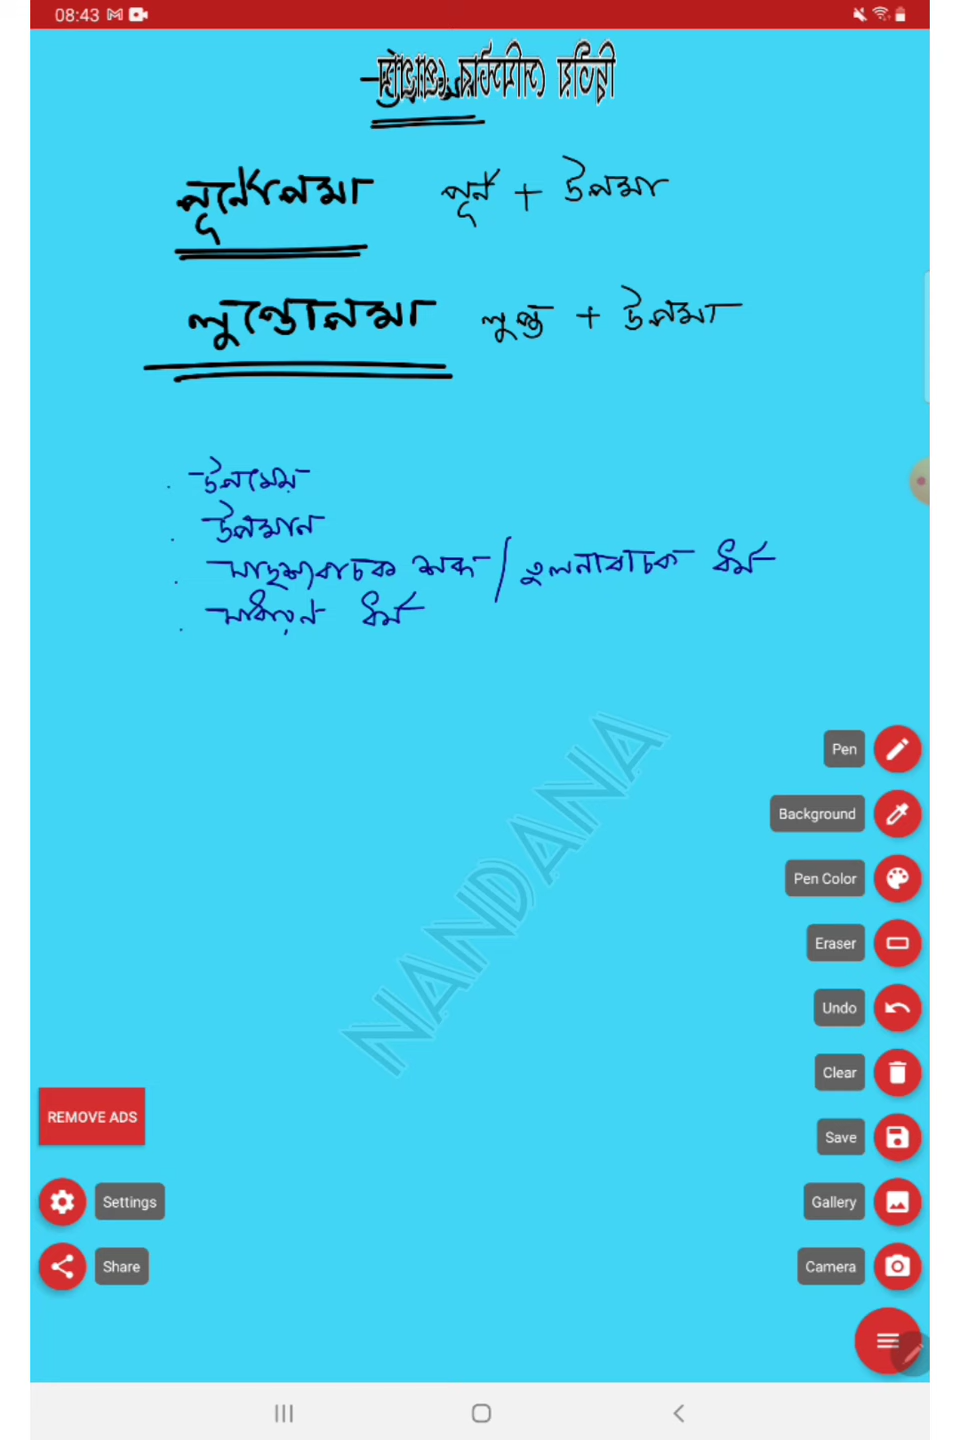 08:43
পূর্ণোপমা পূর্ণ + উপমা
লুপ্তোপমা লুপ্ত + উপমা
. উপমেয়
. উপমান
. সাদৃশ্যবাচক শব্দ / তুলনাবাচক ধর্ম
. সাধারণ ধর্ম
NANDANA
Pen
Background
Pen Color
Eraser
Undo
Clear
Save
REMOVE ADS
Settings
Gallery
Share
Camera